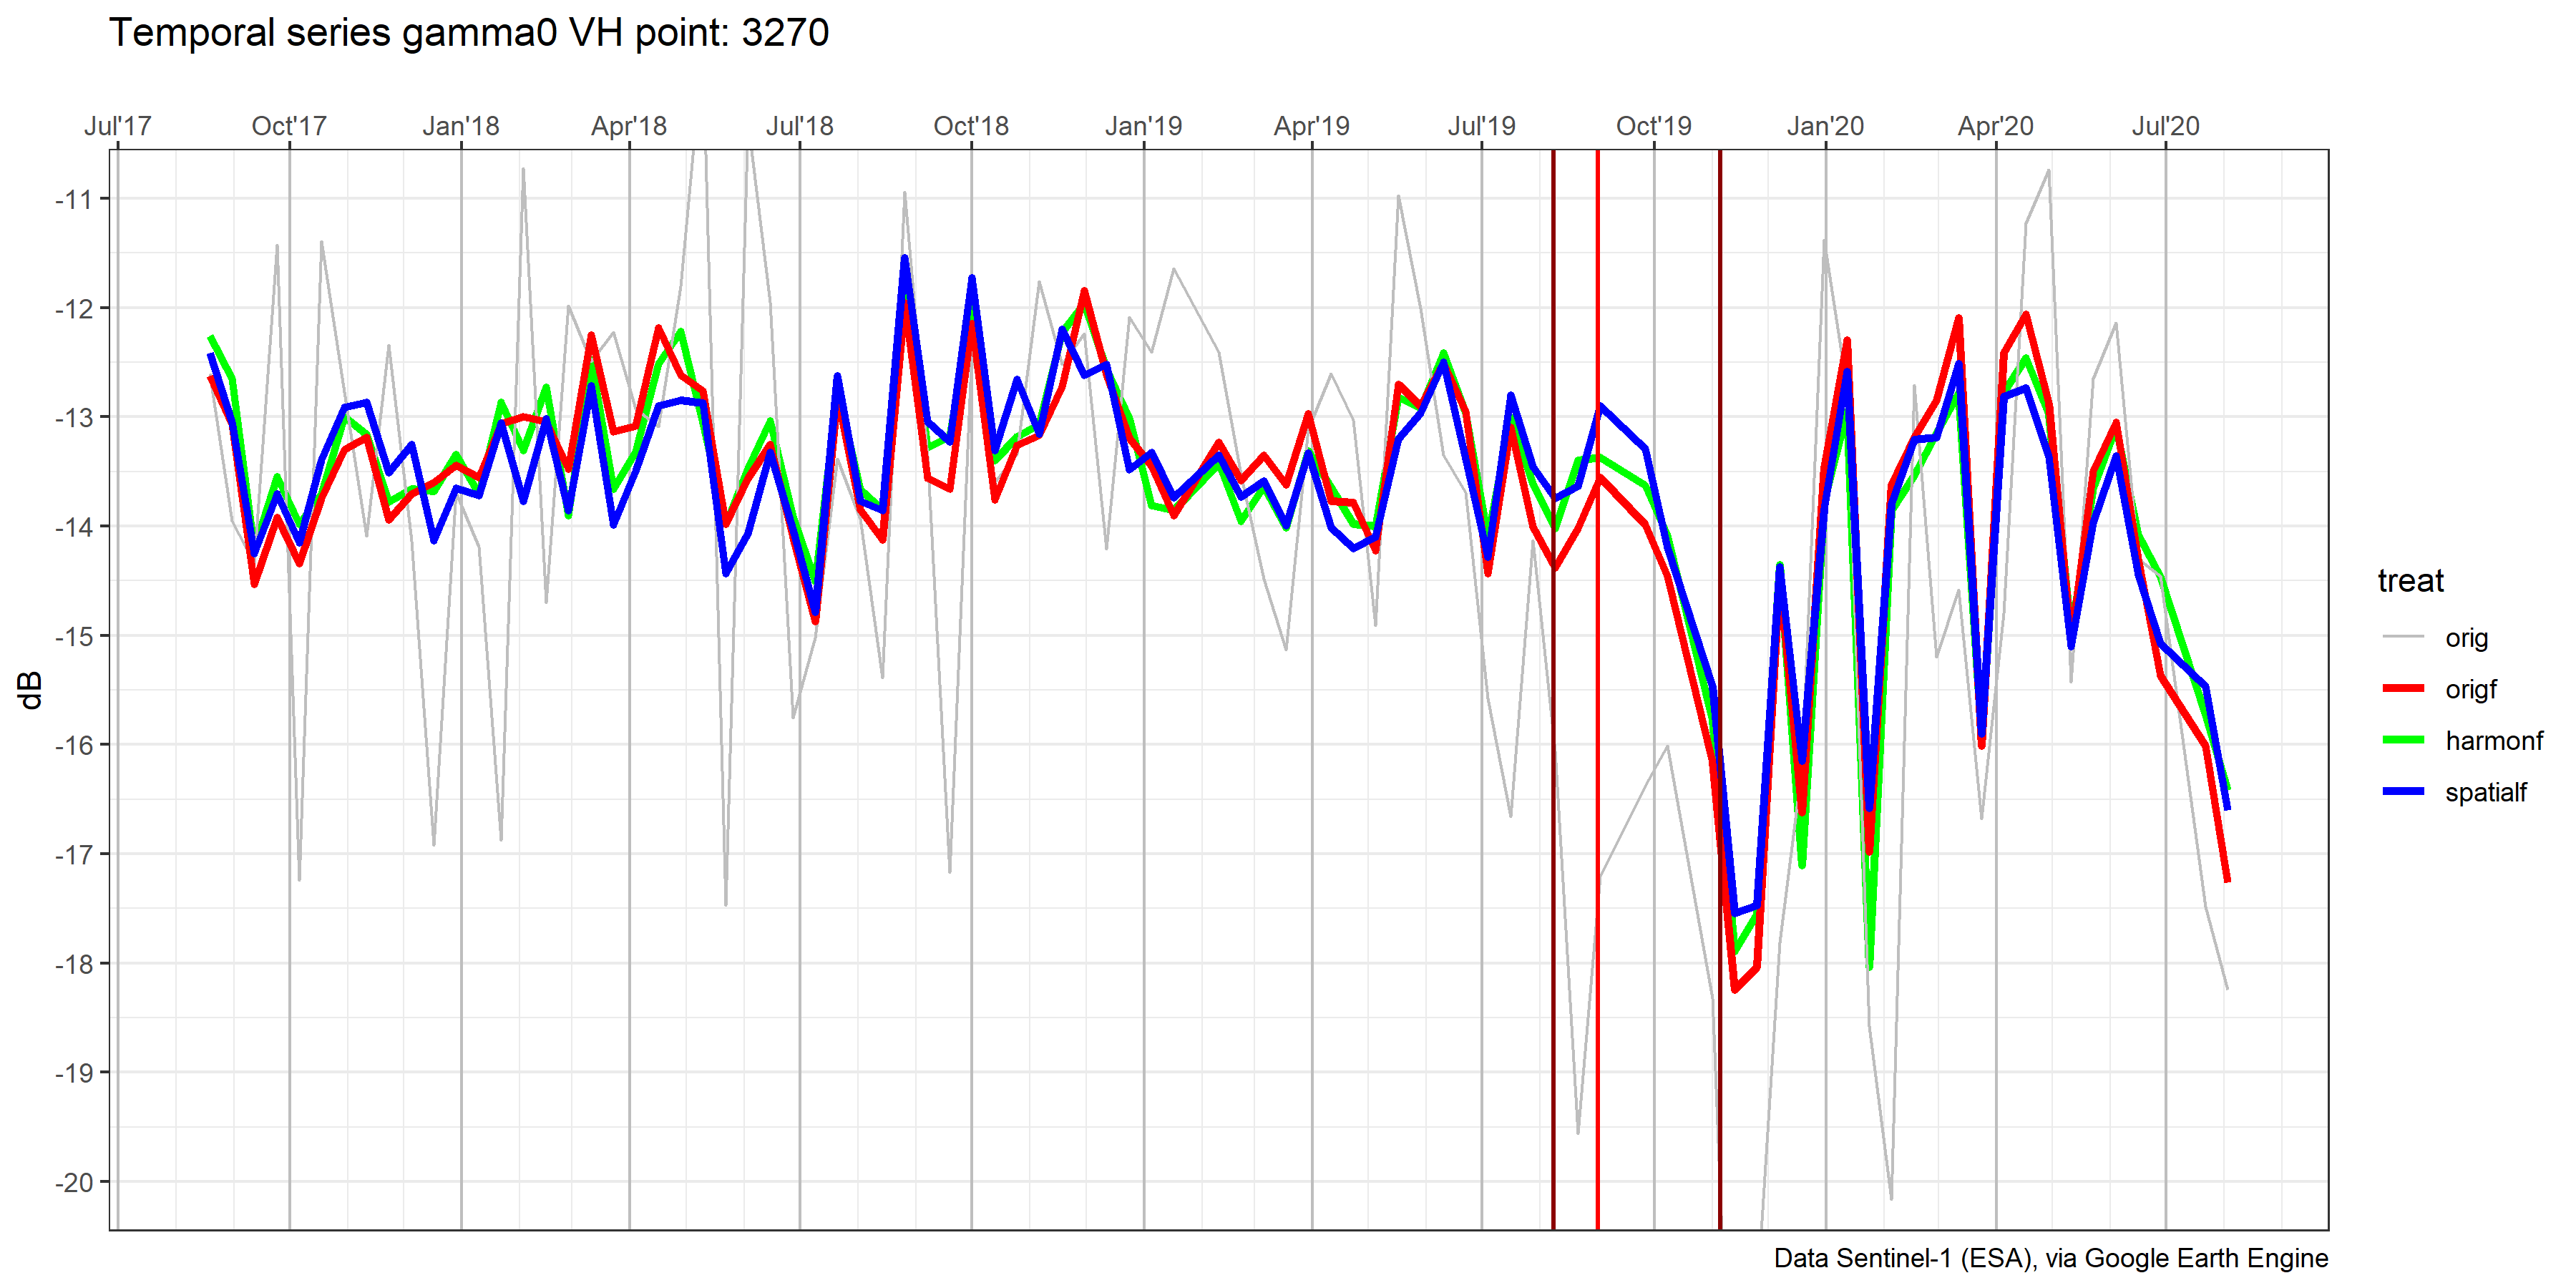 Temporal series gamma0 VH point: 3270
Jul'17 Oct'17 Jan'18 Apr'18 Jul'18 Oct'18 Jan'19 Apr'19 Jul'19 Oct'19 Jan'20 Apr'20 Jul'20
-11
-12
-13
-14
-15
-16
-17
-18
-19
-20
dB
treat
orig
origf
harmonf
spatialf
Data Sentinel-1 (ESA), via Google Earth Engine